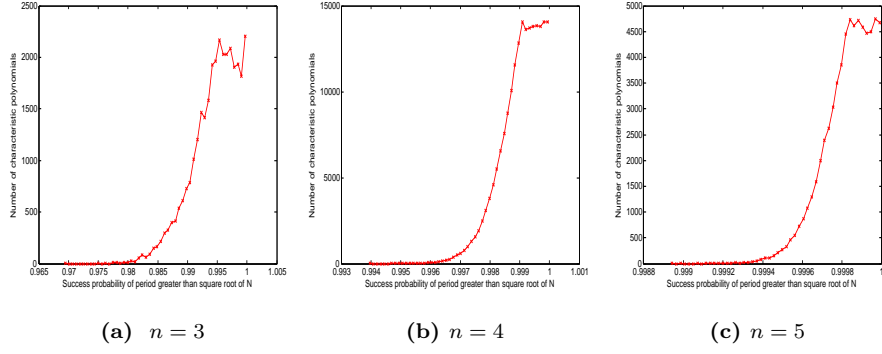 2500
2000
1500
1000
500
0
Number of characteristic polynomials
0.965 0.97 0.975 0.98 0.985 0.99 0.995 1 1.005
Success probability of period greater than square root of N
(a) n = 3
15000
10000
5000
0
Number of characteristic polynomials
0.993 0.994 0.995 0.996 0.997 0.998 0.999 1 1.001
Success probability of period greater than square root of N
(b) n = 4
5000
4500
4000
3500
3000
2500
2000
1500
1000
500
0
Number of characteristic polynomials
0.9988 0.999 0.9992 0.9994 0.9996 0.9998 1
Success probability of period greater than square root of N
(c) n = 5